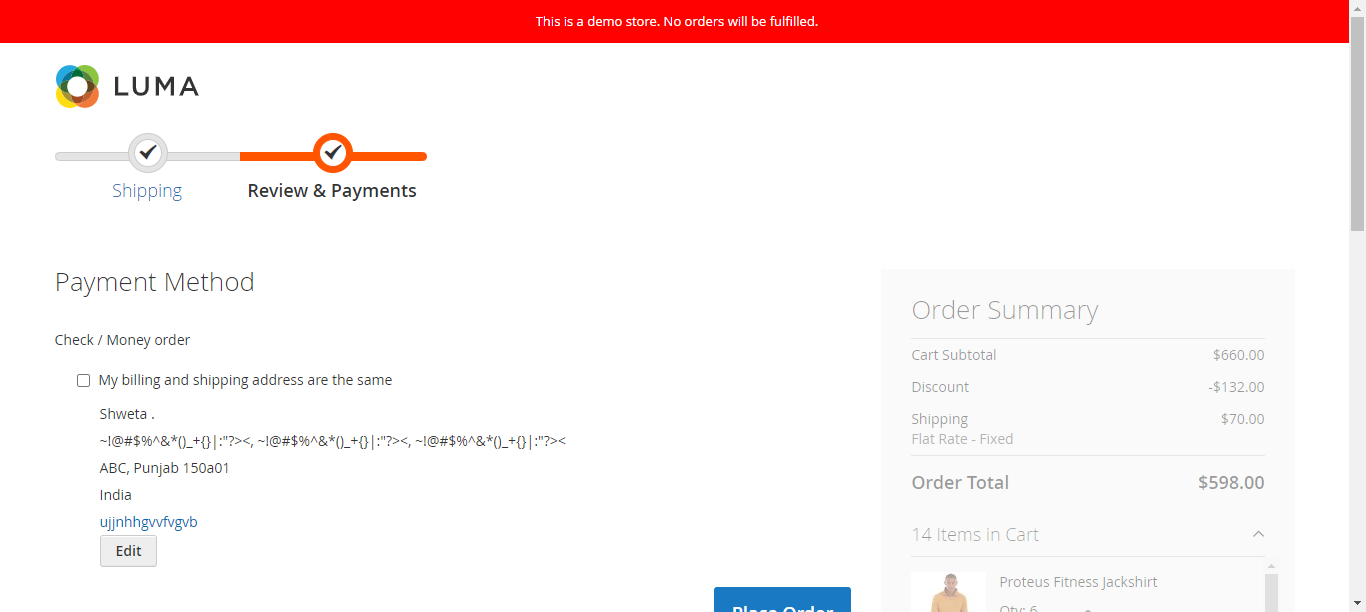 This is a demo store. No orders will be fulfilled.
LUMA
Shipping
Review & Payments
Payment Method
Check / Money order
My billing and shipping address are the same
Shweta .
~!@#$%^&*()_+{}|:"?><, ~!@#$%^&*()_+{}|:"?><, ~!@#$%^&*()_+{}|:"?><
ABC, Punjab 150a01
India
ujjnhhgvvfvgvb
Edit
Place Order
Order Summary
Cart Subtotal $660.00
Discount -$132.00
Shipping $70.00
Flat Rate - Fixed
Order Total $598.00
14 Items in Cart
Proteus Fitness Jackshirt
Qty: 6